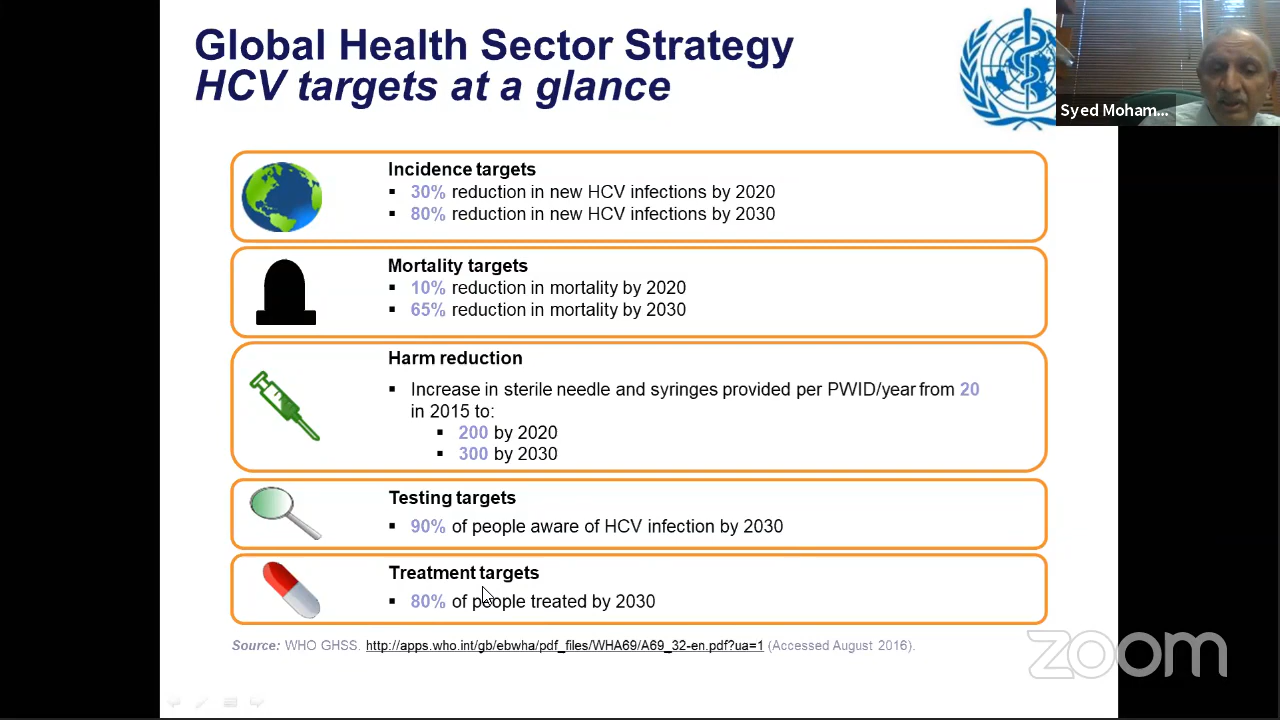 Global Health Sector Strategy
HCV targets at a glance
Syed Moham...
Incidence targets
▪ 30% reduction in new HCV infections by 2020
▪ 80% reduction in new HCV infections by 2030
Mortality targets
▪ 10% reduction in mortality by 2020
▪ 65% reduction in mortality by 2030
Harm reduction
▪ Increase in sterile needle and syringes provided per PWID/year from 20
in 2015 to:
▪ 200 by 2020
▪ 300 by 2030
Testing targets
▪ 90% of people aware of HCV infection by 2030
Treatment targets
▪ 80% of people treated by 2030
Source: WHO GHSS. http://apps.who.int/gb/ebwha/pdf_files/WHA69/A69_32-en.pdf?ua=1 (Accessed August 2016).
zoom